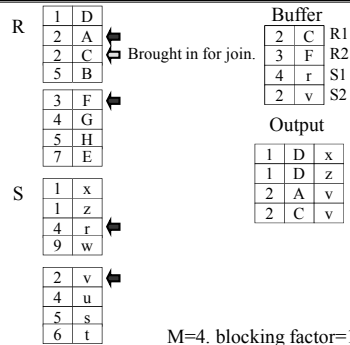 R
1 D
2 A
2 C Brought in for join.
5 B
3 F
4 G
5 H
7 E
S
1 x
1 z
4 r
9 w
2 v
4 u
5 s
6 t
Buffer
2 C R1
3 F R2
4 r S1
2 v S2
Output
1 D x
1 D z
2 A v
2 C v
M=4. blocking factor=1